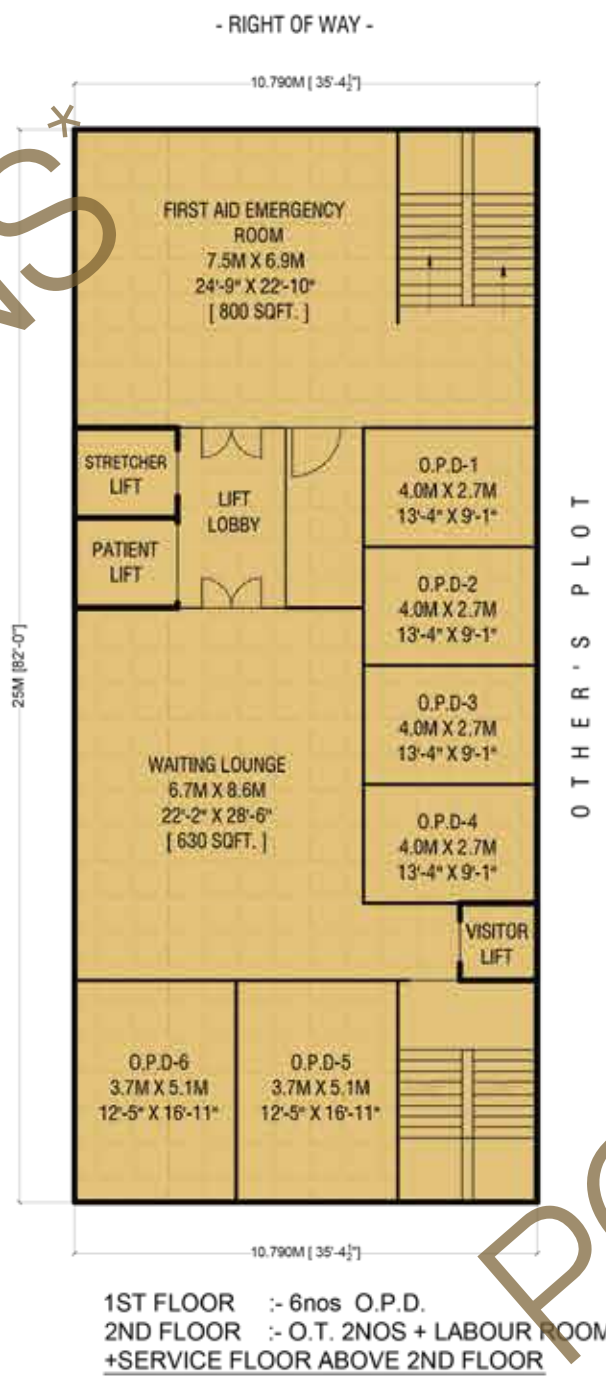 - RIGHT OF WAY -
10.790M [ 35'-4½"]
FIRST AID EMERGENCY
ROOM
7.5M X 6.9M
24'-9" X 22'-10"
[ 800 SQFT. ]
STRETCHER
LIFT
PATIENT
LIFT
LIFT
LOBBY
O.P.D-1
4.0M X 2.7M
13'-4" X 9'-1"
O.P.D-2
4.0M X 2.7M
13'-4" X 9'-1"
O.P.D-3
4.0M X 2.7M
13'-4" X 9'-1"
O.P.D-4
4.0M X 2.7M
13'-4" X 9'-1"
OTHER'S PLOT
25M [82'-0"]
WAITING LOUNGE
6.7M X 8.6M
22'-2" X 28'-6"
[ 630 SQFT. ]
VISITOR
LIFT
O.P.D-6
3.7M X 5.1M
12'-5" X 16'-11"
O.P.D-5
3.7M X 5.1M
12'-5" X 16'-11"
10.790M [ 35'-4½"]
1ST FLOOR :- 6nos O.P.D.
2ND FLOOR :- O.T. 2NOS + LABOUR ROOM
+SERVICE FLOOR ABOVE 2ND FLOOR